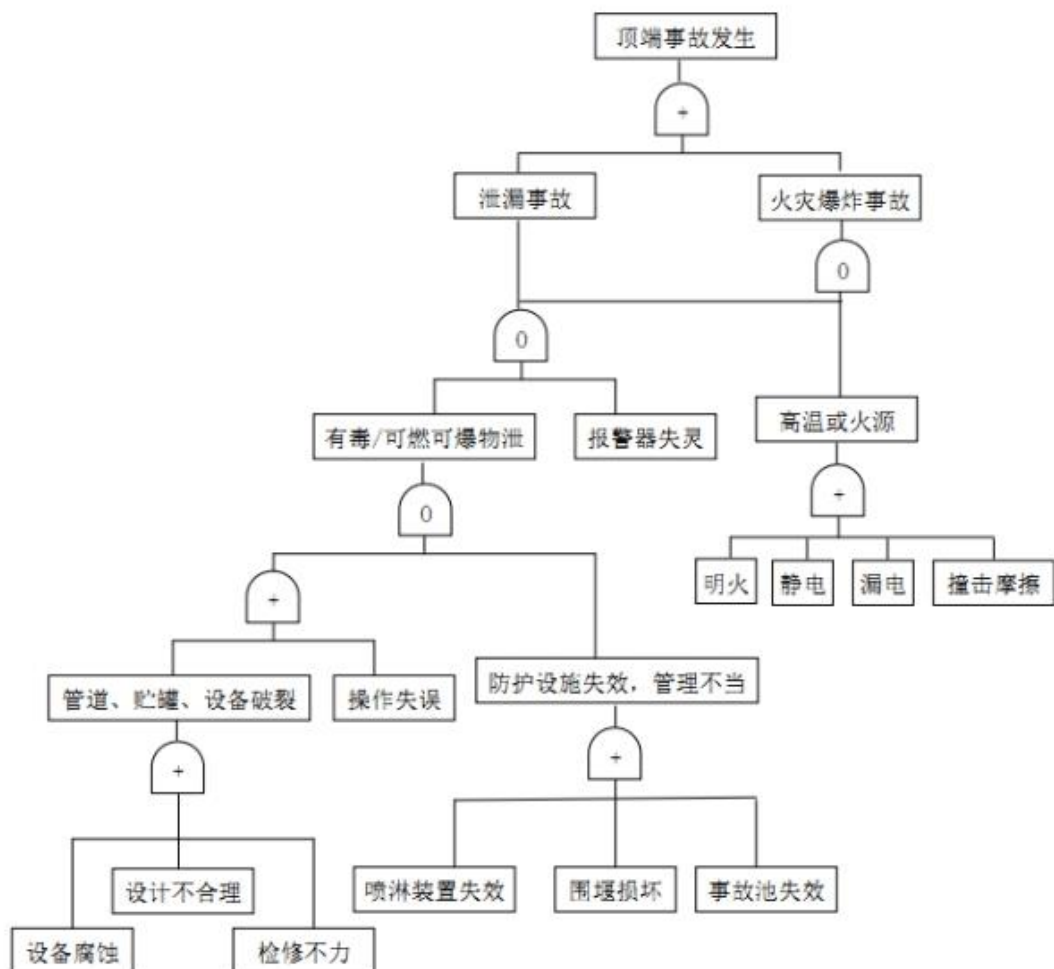 顶端事故发生
+
泄漏事故
火灾爆炸事故
0
0
有毒/可燃可爆物泄
报警器失灵
高温或火源
0
+
明火
静电
漏电
撞击摩擦
+
管道、贮罐、设备破裂
操作失误
防护设施失效，管理不当
+
+
设计不合理
喷淋装置失效
围堰损坏
事故池失效
设备腐蚀
检修不力